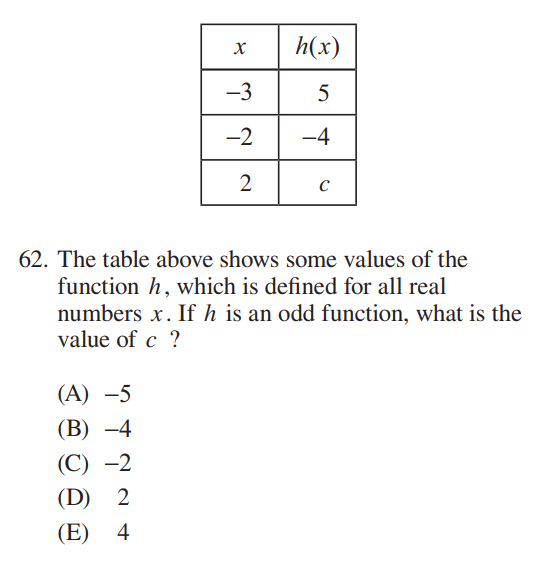 x h(x)
−3 5
−2 −4
2 c
62. The table above shows some values of the
function h, which is defined for all real
numbers x. If h is an odd function, what is the
value of c ?
(A) −5
(B) −4
(C) −2
(D) 2
(E) 4